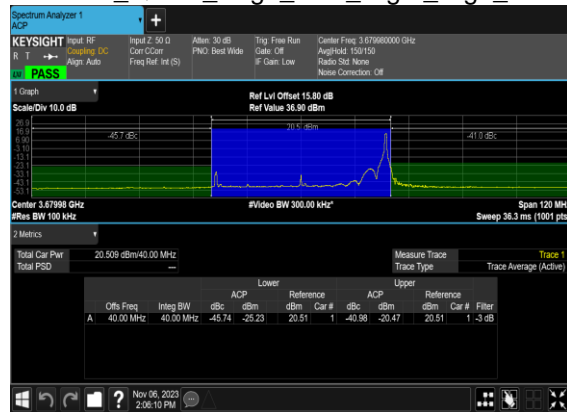 Spectrum Analyzer 1
ACP
KEYSIGHT Input: RF Input Z: 50 Ω Atten: 30 dB Trig: Free Run Center Freq: 3.679980000 GHz
R T Coupling: DC Corr CCorr PNO: Best Wide Gate: Off Avg|Hold: 150/150
Align: Auto Freq Ref: Int (S) IF Gain: Low Radio Std: None
LXI PASS Noise Correction: Off
1 Graph Ref Lvl Offset 15.80 dB
Scale/Div 10.0 dB Ref Value 36.90 dBm
26.9
16.9 20.5 dBm
6.90 -45.7 dBc -41.0 dBc
-3.10
-13.1
-23.1
-33.1
-43.1
-53.1
Center 3.67998 GHz #Video BW 300.00 kHz* Span 120 MH
#Res BW 100 kHz Sweep 36.3 ms (1001 pts
2 Metrics
Total Car Pwr 20.509 dBm/40.00 MHz Measure Trace Trace 1
Total PSD --- Trace Type Trace Average (Active)
Lower Upper
ACP Reference ACP Reference
Offs Freq Integ BW dBc dBm dBm Car # dBc dBm dBm Car # Filter
A 40.00 MHz 40.00 MHz -45.74 -25.23 20.51 1 -40.98 -20.47 20.51 1 -3 dB
? Nov 06, 2023
2:06:10 PM